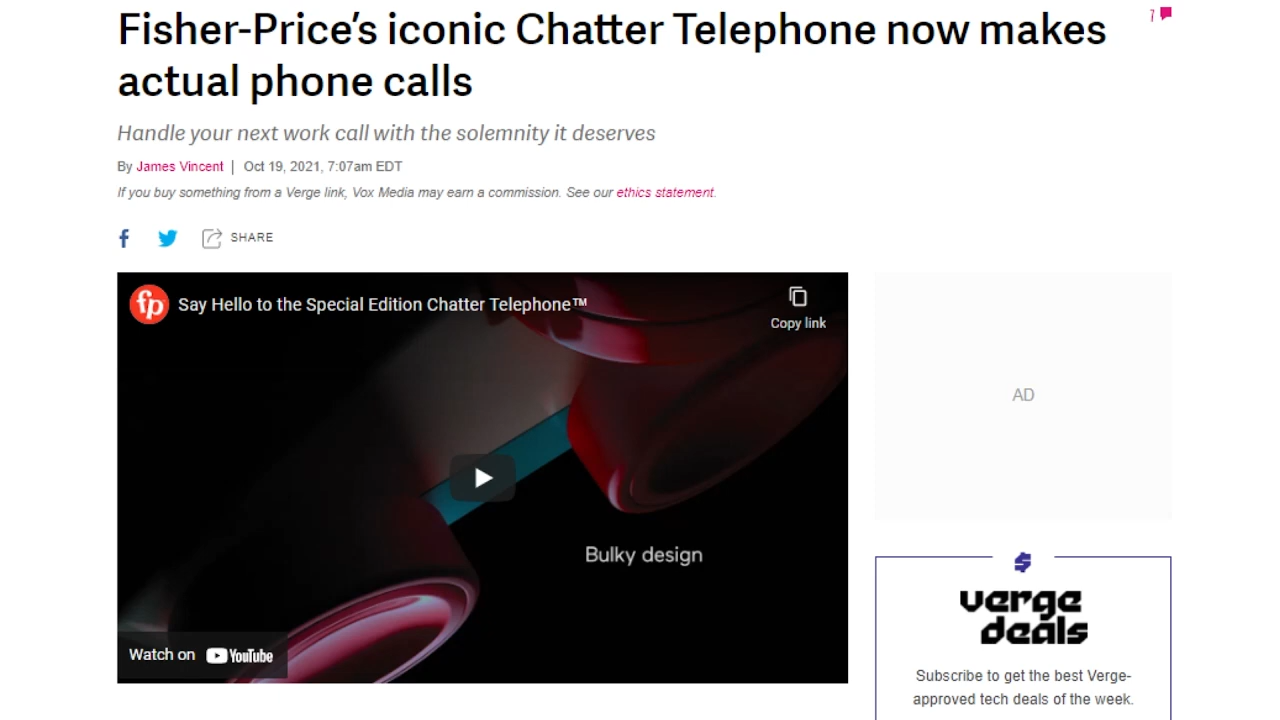 Fisher-Price’s iconic Chatter Telephone now makes
actual phone calls
7
Handle your next work call with the solemnity it deserves
By James Vincent | Oct 19, 2021, 7:07am EDT
If you buy something from a Verge link, Vox Media may earn a commission. See our ethics statement.
f
SHARE
fp
Say Hello to the Special Edition Chatter Telephone™
Copy link
Bulky design
Watch on YouTube
AD
verge
deals
Subscribe to get the best Verge-
approved tech deals of the week.